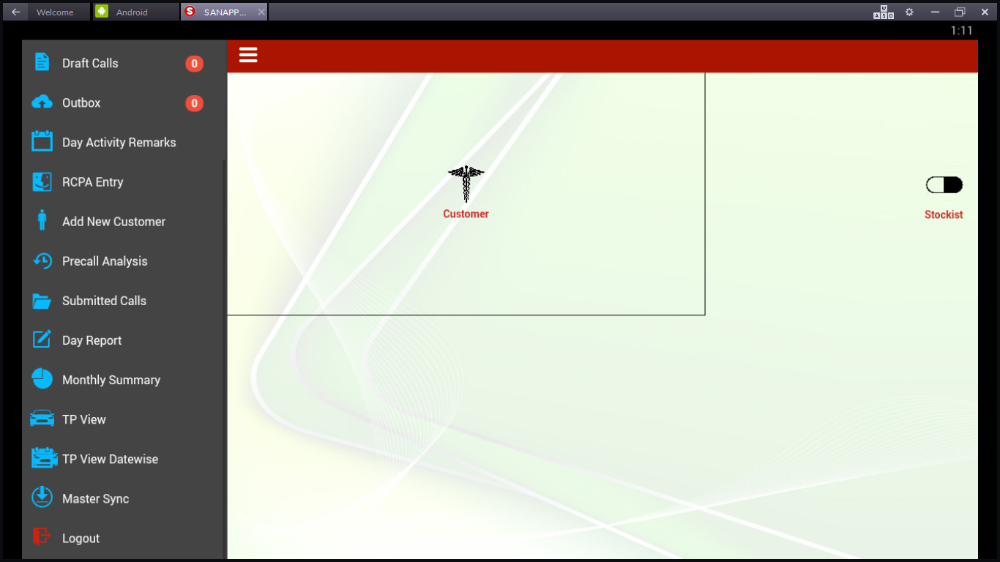 Welcome
Android
S
SANAPP...
W
A S D
1:11
Draft Calls 0
Outbox 0
Day Activity Remarks
RCPA Entry
Add New Customer
Precall Analysis
Submitted Calls
Day Report
Monthly Summary
TP View
TP View Datewise
Master Sync
Logout
Customer
Stockist